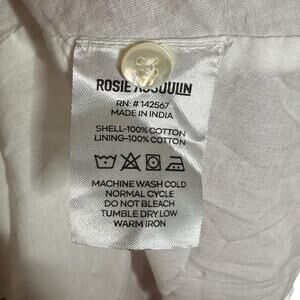 ROSIE ASSOULIN
RN: # 142567
MADE IN INDIA
SHELL-100% COTTON
LINING-100% COTTON
MACHINE WASH COLD
NORMAL CYCLE
DO NOT BLEACH
TUMBLE DRY LOW
WARM IRON